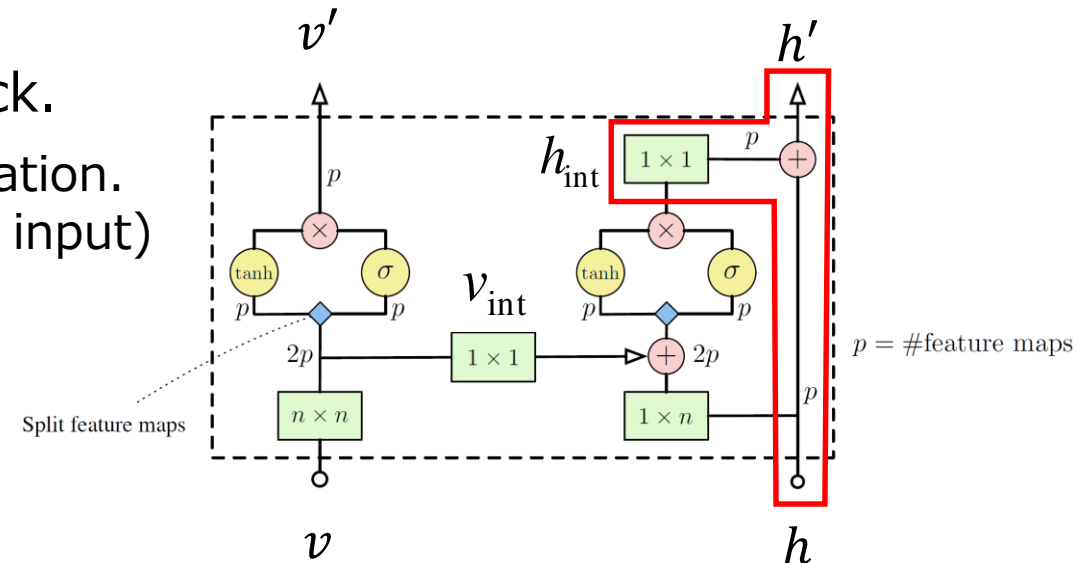 v′
h′
ck.
ation.
input)
p
1 × 1
p
+
h_int
×
×
tanh
σ
v_int
tanh
σ
p
p
p
p
2p
1 × 1
+
2p
p = #feature maps
n × n
1 × n
p
Split feature maps
v
h